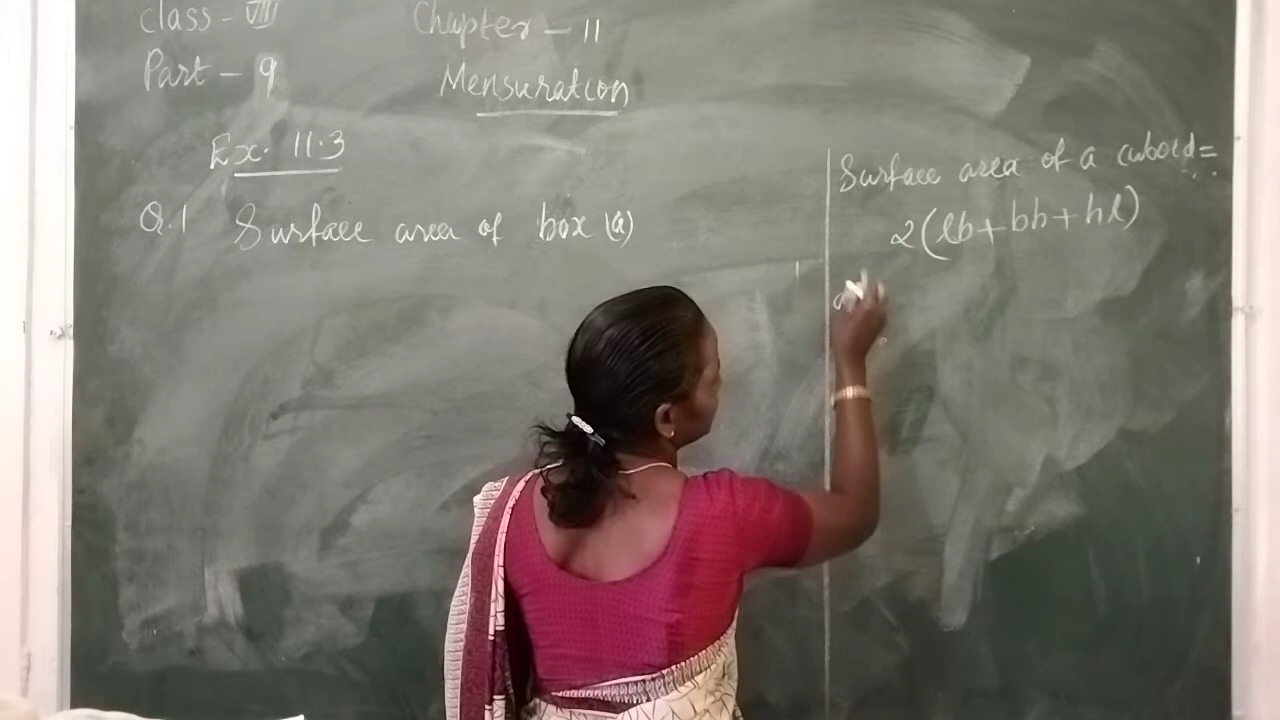 Class - VIII
Chapter - 11
Part - 9
Mensuration
Ex. 11.3
Q.1 Surface area of box (a)
Surface area of a cuboid =
2(lb+bh+hl)